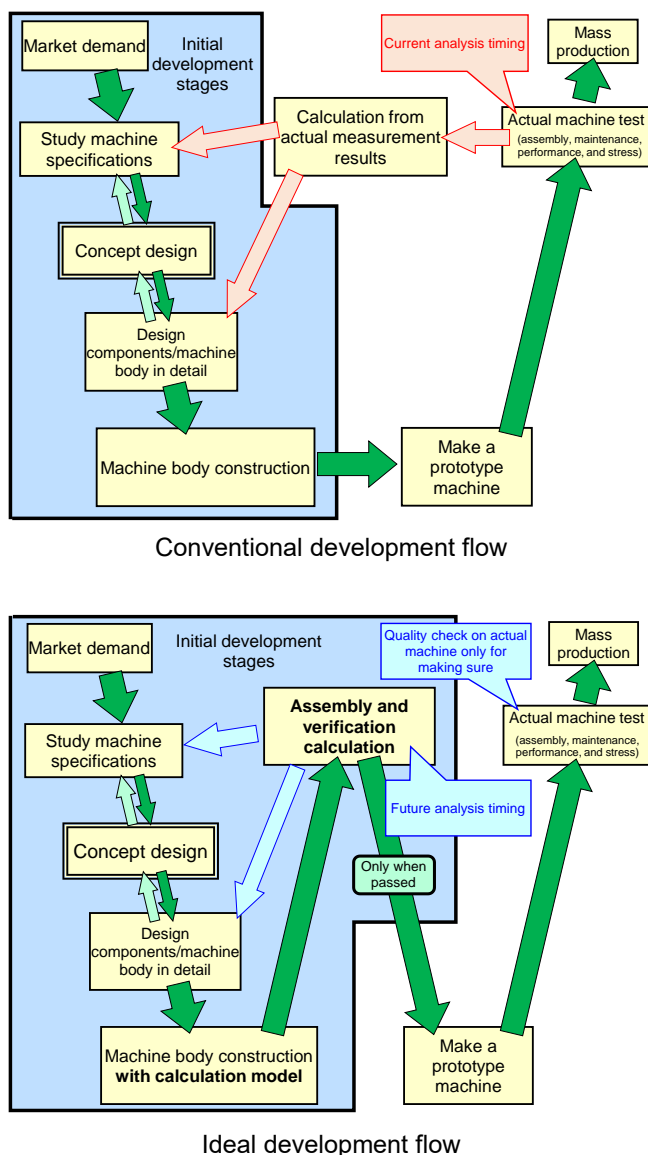 Market demand
Initial
development
stages
Current analysis
timing
Mass
production
Study machine
specifications
Calculation from
actual measurement
results
Actual machine test
(assembly, maintenance,
performance, and stress)
Concept design
Design
components/machine
body in detail
Machine body construction
Make a
prototype
machine
Conventional development flow
Market demand
Initial development
stages
Quality check on actual
machine only for
making sure
Mass
production
Study machine
specifications
Assembly and
verification
calculation
Actual machine test
(assembly, maintenance,
performance, and stress)
Future analysis timing
Concept design
Only when
passed
Design
components/machine
body in detail
Machine body construction
with calculation model
Make a
prototype
machine
Ideal development flow